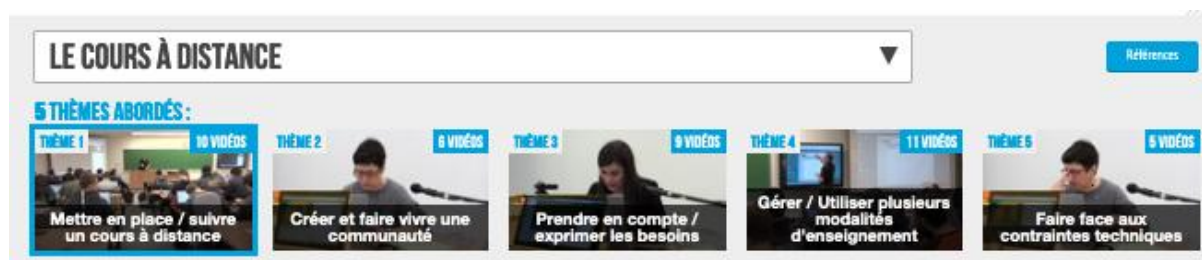 LE COURS À DISTANCE ▼
Références
5 THÈMES ABORDÉS :
THÈME 1
10 VIDÉOS
Mettre en place / suivre
un cours à distance
THÈME 2
6 VIDÉOS
Créer et faire vivre une
communauté
THÈME 3
9 VIDÉOS
Prendre en compte /
exprimer les besoins
THÈME 4
11 VIDÉOS
Gérer / Utiliser plusieurs
modalités
d'enseignement
THÈME 5
5 VIDÉOS
Faire face aux
contraintes techniques